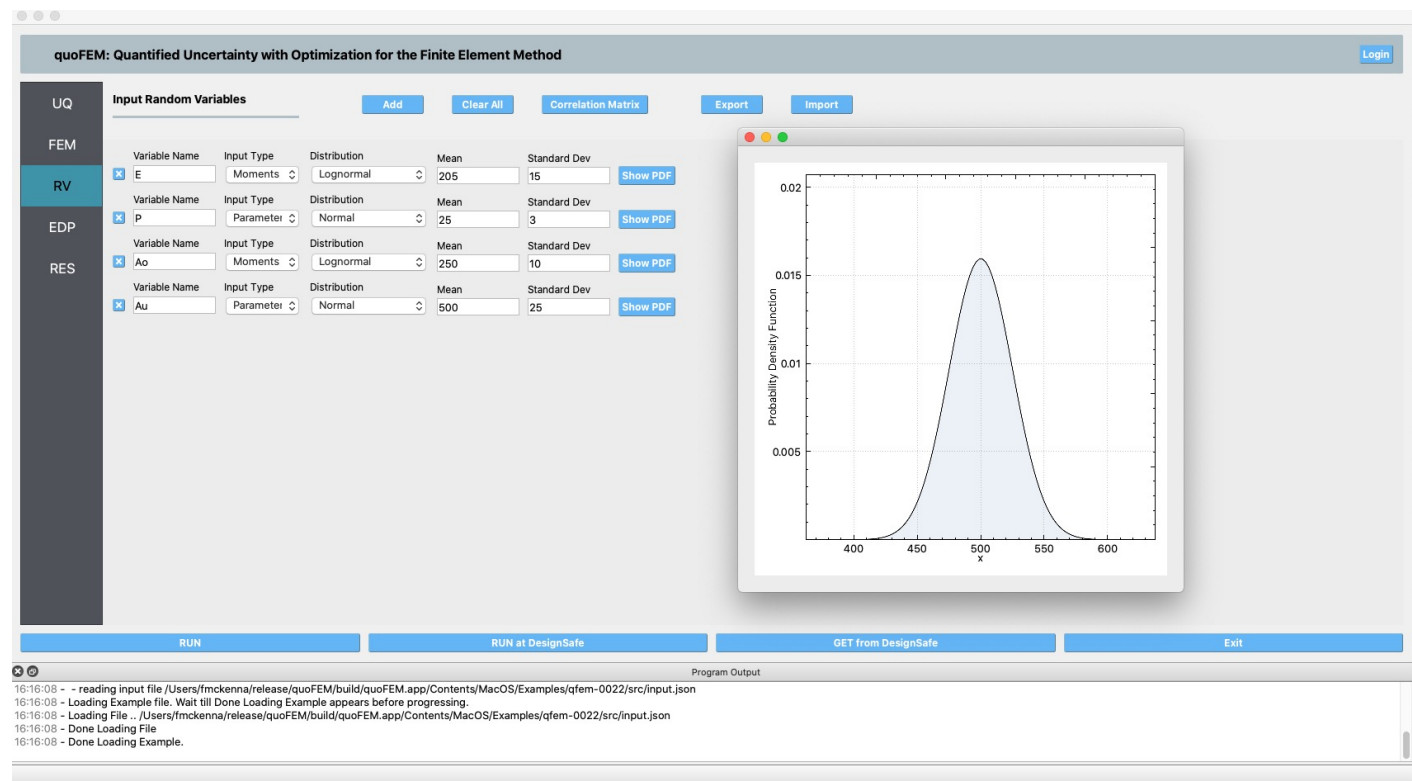 quoFEM: Quantified Uncertainty with Optimization for the Finite Element Method
Login
UQ
FEM
RV
EDP
RES
Input Random Variables
Add
Clear All
Correlation Matrix
Export
Import
Variable Name Input Type Distribution Mean Standard Dev
E Moments Lognormal 205 15 Show PDF
Variable Name Input Type Distribution Mean Standard Dev
P Parameter Normal 25 3 Show PDF
Variable Name Input Type Distribution Mean Standard Dev
Ao Moments Lognormal 250 10 Show PDF
Variable Name Input Type Distribution Mean Standard Dev
Au Parameter Normal 500 25 Show PDF
0.02
0.015
0.01
0.005
Probability Density Function
400 450 500 550 600
x
RUN
RUN at DesignSafe
GET from DesignSafe
Exit
Program Output
16:16:08 - - reading input file /Users/fmckenna/release/quoFEM/build/quoFEM.app/Contents/MacOS/Examples/qfem-0022/src/input.json
16:16:08 - Loading Example file. Wait till Done Loading Example appears before progressing.
16:16:08 - Loading File .. /Users/fmckenna/release/quoFEM/build/quoFEM.app/Contents/MacOS/Examples/qfem-0022/src/input.json
16:16:08 - Done Loading File
16:16:08 - Done Loading Example.